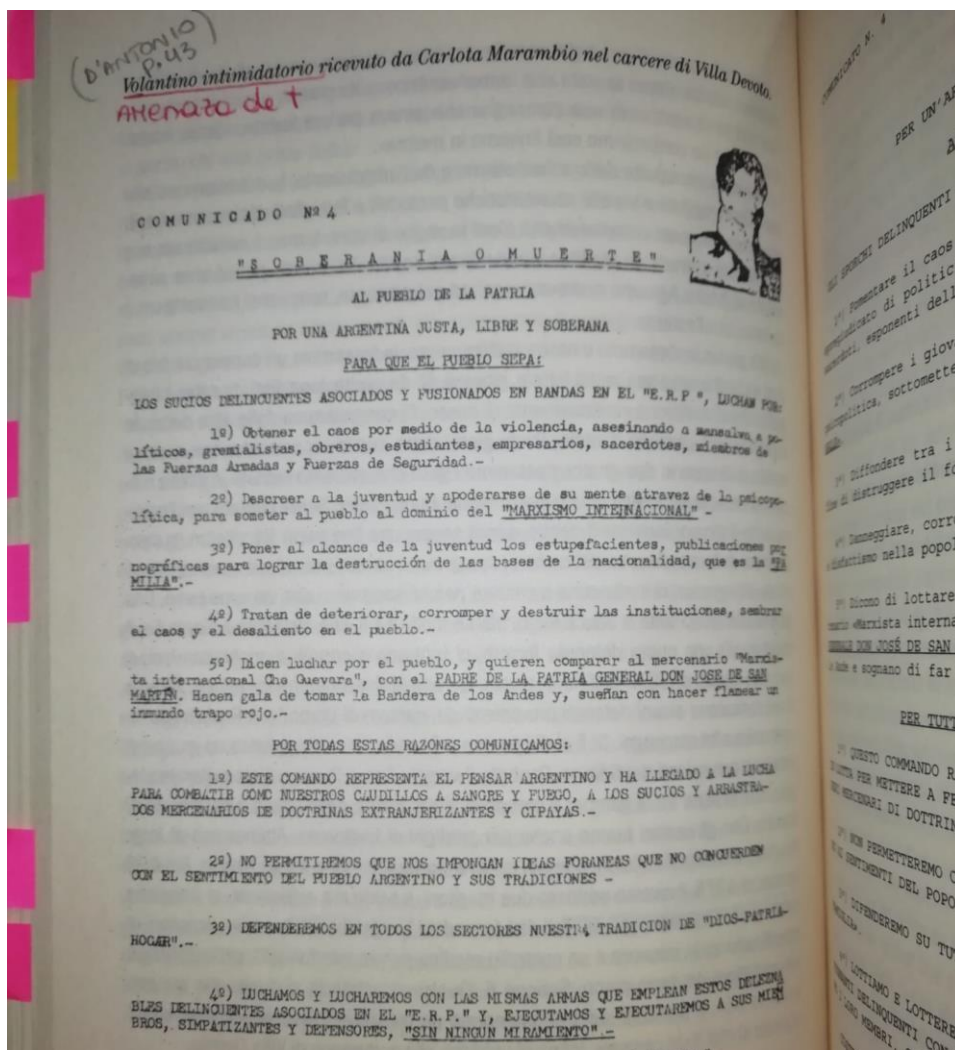 (D'ANTONIO
P. 43
Volantino intimidatorio ricevuto da Carlota Marambio nel carcere di Villa Devoto.
AMENAZA de †
COMUNICADO Nº 4
"SOBERANIA O MUERTE"
AL PUEBLO DE LA PATRIA
POR UNA ARGENTINA JUSTA, LIBRE Y SOBERANA
PARA QUE EL PUEBLO SEPA:
LOS SUCIOS DELINCUENTES ASOCIADOS Y FUSIONADOS EN BANDAS EN EL "E.R.P", LUCHAN POR:
1º) Obtener el caos por medio de la violencia, asesinando a mansalva a po-
líticos, gremialistas, obreros, estudiantes, empresarios, sacerdotes, miembros de
las Fuerzas Armadas y Fuerzas de Seguridad.-
2º) Descreer a la juventud y apoderarse de su mente atravez de la psicopo-
lítica, para someter al pueblo al dominio del "MARXISMO INTERNACIONAL" -
3º) Poner al alcance de la juventud los estupefacientes, publicaciones por
nográficas para lograr la destrucción de las bases de la nacionalidad, que es la "FA
MILIA".-
4º) Tratan de deteriorar, corromper y destruir las instituciones, sembrar
el caos y el desaliento en el pueblo.-
5º) Dicen luchar por el pueblo, y quieren comparar al mercenario "Marxis-
ta internacional Che Guevara", con el PADRE DE LA PATRIA GENERAL DON JOSE DE SAN
MARTIN. Hacen gala de tomar la Bandera de los Andes y, sueñan con hacer flamear un
inmundo trapo rojo.-
POR TODAS ESTAS RAZONES COMUNICAMOS:
1º) ESTE COMANDO REPRESENTA EL PENSAR ARGENTINO Y HA LLEGADO A LA LUCHA
PARA COMBATIR COMO NUESTROS CAUDILLOS A SANGRE Y FUEGO, A LOS SUCIOS Y ARRASTRA-
DOS MERCENARIOS DE DOCTRINAS EXTRANJERIZANTES Y CIPAYAS.-
2º) NO PERMITIREMOS QUE NOS IMPONGAN IDEAS FORANEAS QUE NO CONCUERDEN
CON EL SENTIMIENTO DEL PUEBLO ARGENTINO Y SUS TRADICIONES -
3º) DEFENDEREMOS EN TODOS LOS SECTORES NUESTRA TRADICION DE "DIOS-PATRIA-
HOGAR".-
4º) LUCHAMOS Y LUCHAREMOS CON LAS MISMAS ARMAS QUE EMPLEAN ESTOS DELEZNA
BLES DELINCUENTES ASOCIADOS EN EL "E.R.P." Y, EJECUTAMOS Y EJECUTAREMOS A SUS MIEM
BROS, SIMPATIZANTES Y DEFENSORES, "SIN NINGUN MIRAMIENTO".-
COMUNICATO N. 4
PER UN'AR
DELINQUENTI
1º) Fomentare il caos
di politic
esponenti dell
2º) Corrompere i giov
sottomette
3º) Diffondere tra i
di distruggere il fo
4º) Danneggiare, corro
nella popol
5º) Dicono di lottare
«Marxista interna
DON JOSÉ DE SAN
e sognano di far
PER TUTT
1º) QUESTO COMMANDO RA
PER METTERE A FE
MERCENARI DI DOTTRIN
2º) NON PERMETTEREMO C
SENTIMENTI DEL POPO
3º) DIFENDEREMO SU TUT
4º) LOTTIAMO E LOTTERE
DELINQUENTI CON
LORO MEMBRI,